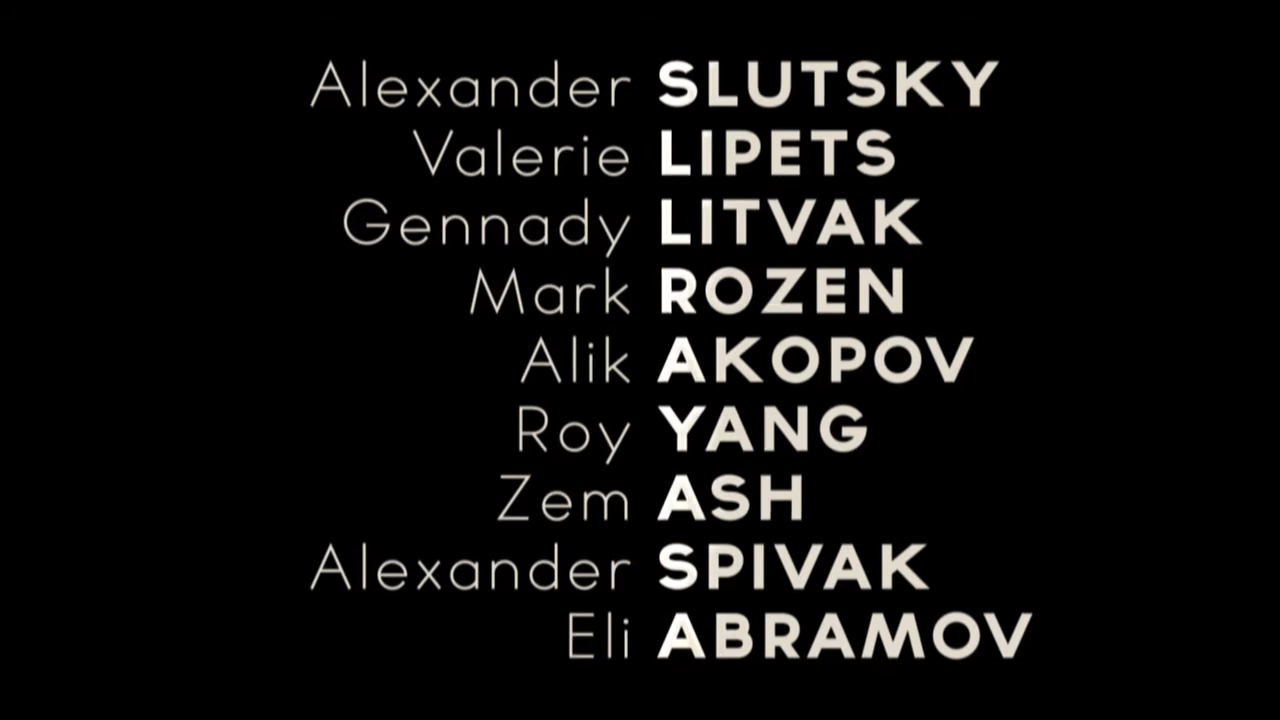 Alexander SLUTSKY
Valerie LIPETS
Gennady LITVAK
Mark ROZEN
Alik AKOPOV
Roy YANG
Zem ASH
Alexander SPIVAK
Eli ABRAMOV